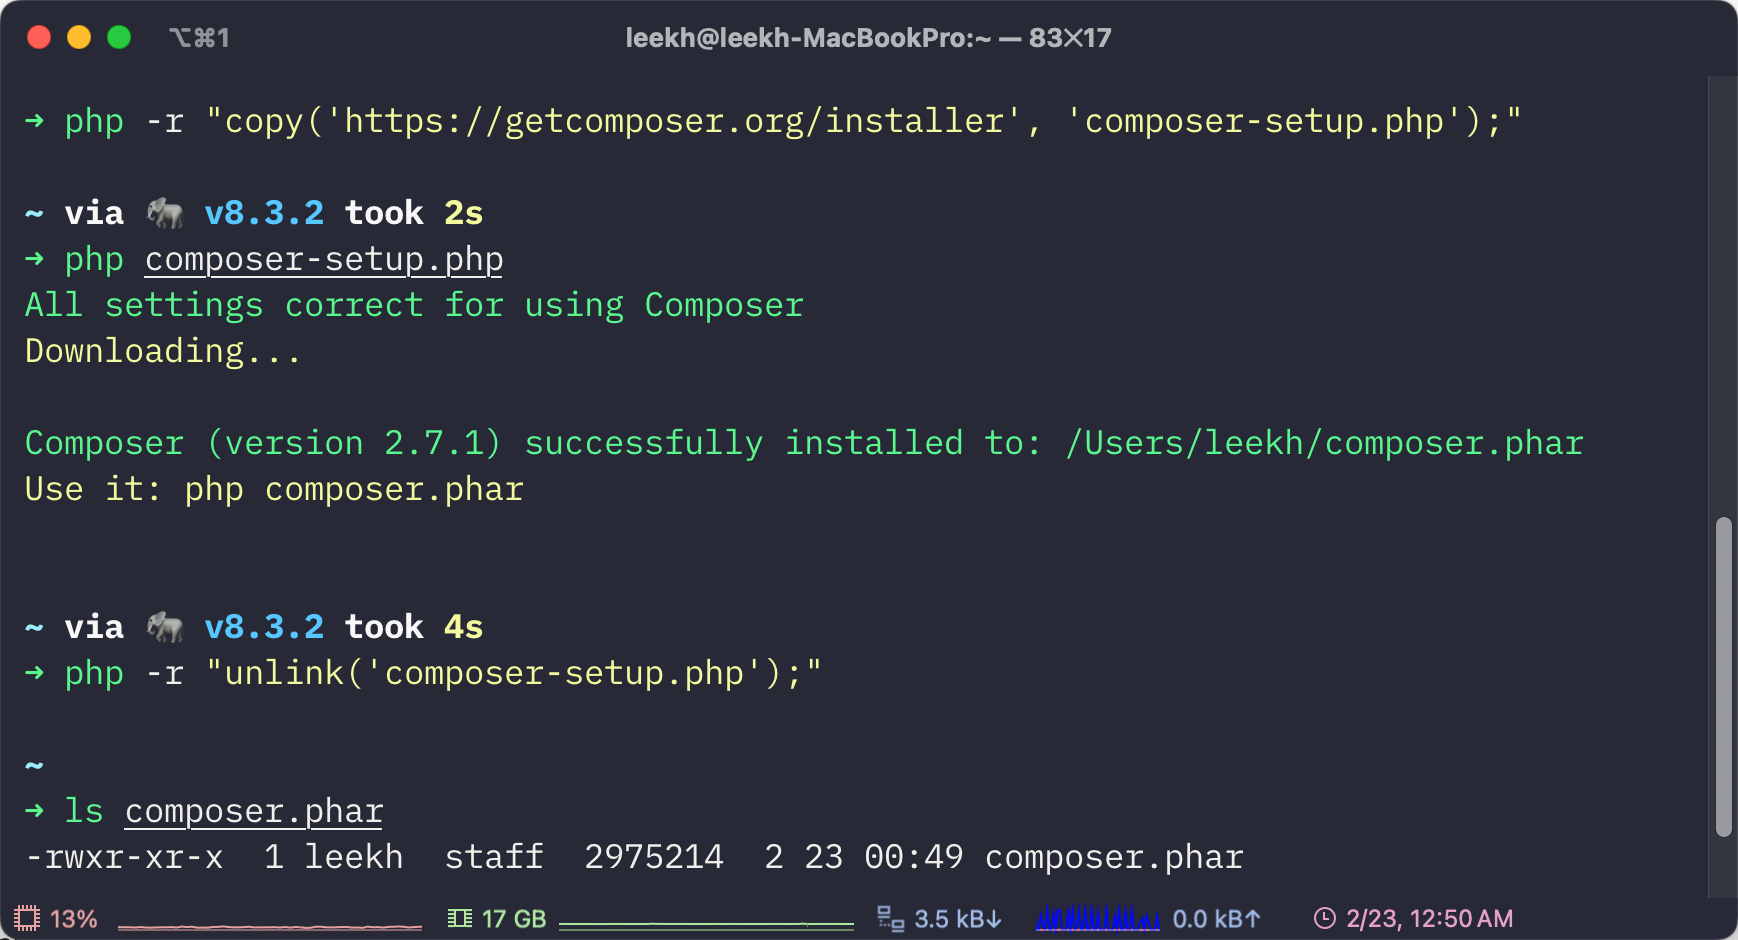 ⌥⌘1 leekh@leekh-MacBookPro:~ — 83×17
➜ php -r "copy('https://getcomposer.org/installer', 'composer-setup.php');"
~ via 🐘 v8.3.2 took 2s
➜ php composer-setup.php
All settings correct for using Composer
Downloading...
Composer (version 2.7.1) successfully installed to: /Users/leekh/composer.phar
Use it: php composer.phar
~ via 🐘 v8.3.2 took 4s
➜ php -r "unlink('composer-setup.php');"
~
➜ ls composer.phar
-rwxr-xr-x  1 leekh  staff  2975214  2 23 00:49 composer.phar
13% 17 GB 3.5 kB↓ 0.0 kB↑ 2/23, 12:50 AM